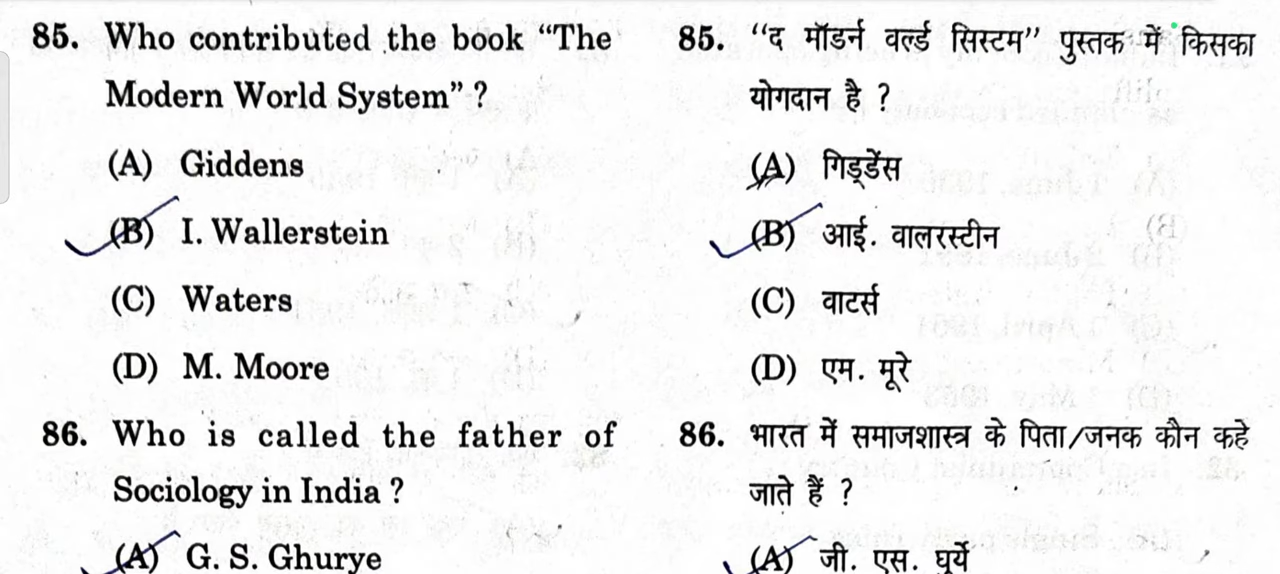 85. Who contributed the book “The
Modern World System” ?
(A) Giddens
(B) I. Wallerstein
(C) Waters
(D) M. Moore
86. Who is called the father of
Sociology in India ?
(A) G. S. Ghurye
85. “द मॉडर्न वर्ल्ड सिस्टम” पुस्तक में किसका
योगदान है ?
(A) गिड्डेंस
(B) आई. वालरस्टीन
(C) वाटर्स
(D) एम. मूरे
86. भारत में समाजशास्त्र के पिता/जनक कौन कहे
जाते हैं ?
(A) जी. एस. घुर्ये